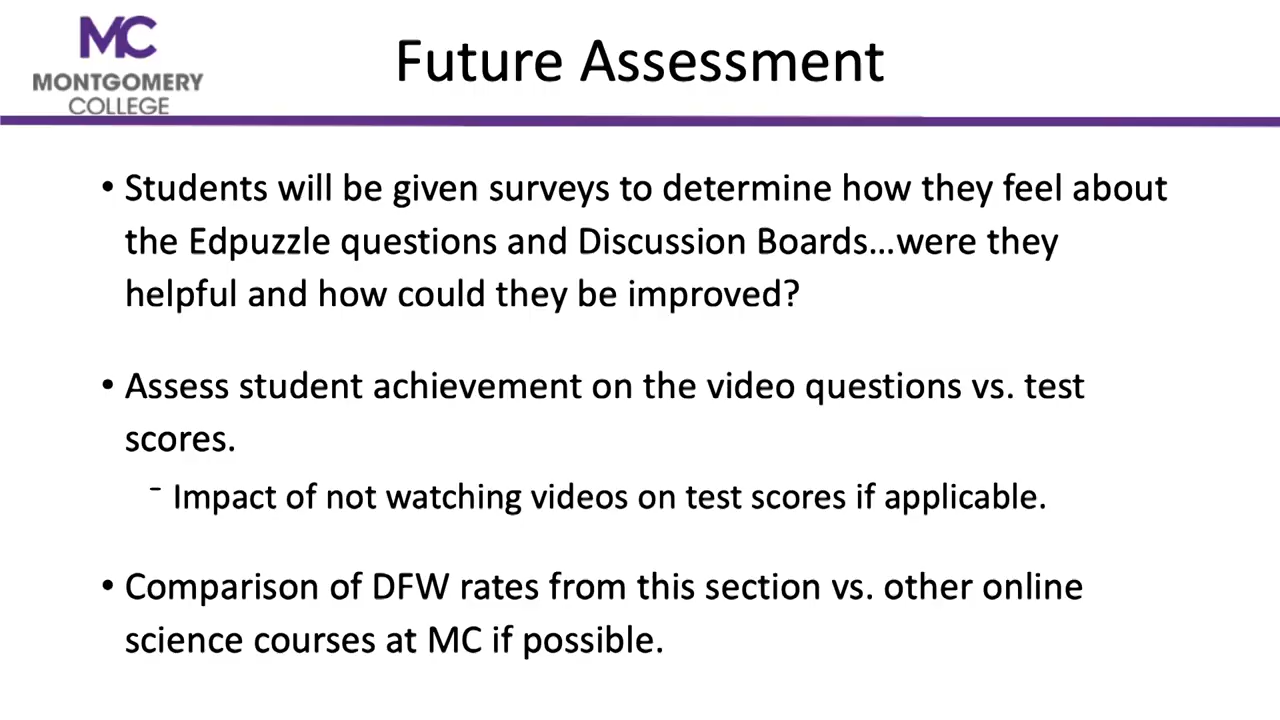 MC
MONTGOMERY
COLLEGE
Future Assessment
• Students will be given surveys to determine how they feel about
the Edpuzzle questions and Discussion Boards...were they
helpful and how could they be improved?
• Assess student achievement on the video questions vs. test
scores.
⁻ Impact of not watching videos on test scores if applicable.
• Comparison of DFW rates from this section vs. other online
science courses at MC if possible.